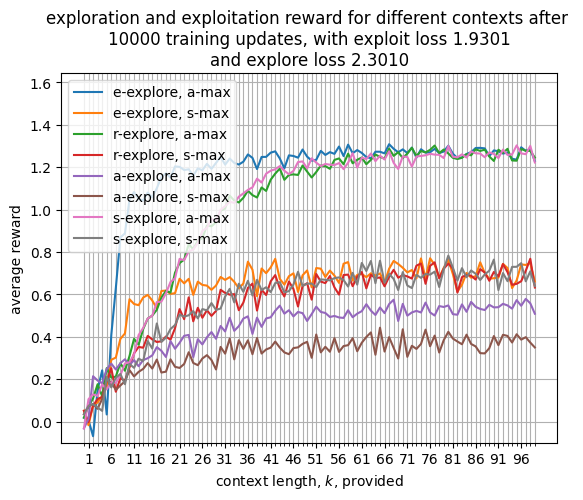 exploration and exploitation reward for different contexts after
10000 training updates, with exploit loss 1.9301
and explore loss 2.3010
1.6
1.4
1.2
1.0
0.8
0.6
0.4
0.2
0.0
average reward
e-explore, a-max
e-explore, s-max
r-explore, a-max
r-explore, s-max
a-explore, a-max
a-explore, s-max
s-explore, a-max
s-explore, s-max
1 6 11 16 21 26 31 36 41 46 51 56 61 66 71 76 81 86 91 96
context length, k, provided